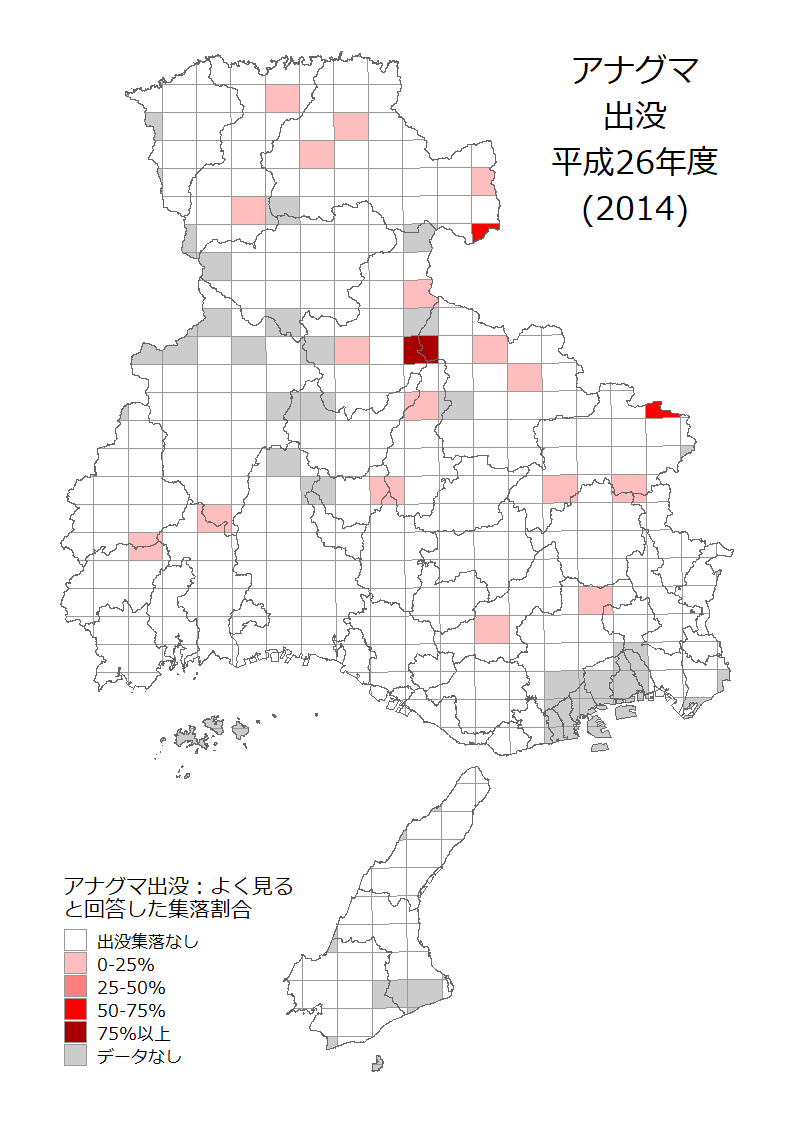 アナグマ
出没
平成26年度
(2014)
アナグマ出没：よく見る
と回答した集落割合
出没集落なし
0-25%
25-50%
50-75%
75%以上
データなし